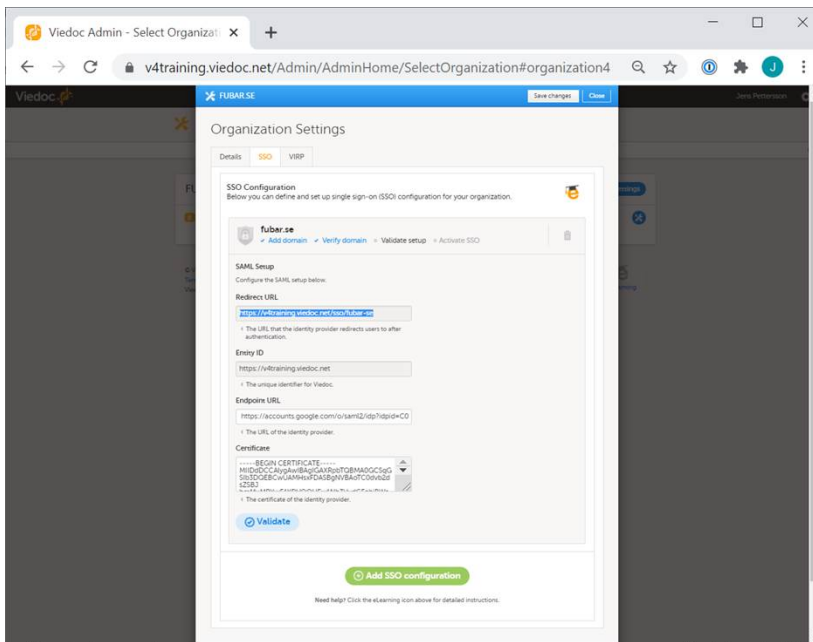 Viedoc Admin - Select Organizati
v4training.viedoc.net/Admin/AdminHome/SelectOrganization#organization4
J
Viedoc
Jens Pettersson
FUBAR.SE
Save changes
Close
Organization Settings
Details SSO VIRP
SSO Configuration
Below you can define and set up single sign-on (SSO) configuration for your organization.
fubar.se
Add domain Verify domain Validate setup Activate SSO
SAML Setup
Configure the SAML setup below.
Redirect URL
https://v4training.viedoc.net/sso/fubar-se
The URL that the identity provider redirects users to after
authentication.
Entity ID
https://v4training.viedoc.net
The unique identifier for Viedoc.
Endpoint URL
https://accounts.google.com/o/saml2/idp?idpid=C0
The URL of the identity provider.
Certificate
-----BEGIN CERTIFICATE-----
The certificate of the identity provider.
Validate
Add SSO configuration
Need help? Click the eLearning icon above for detailed instructions.